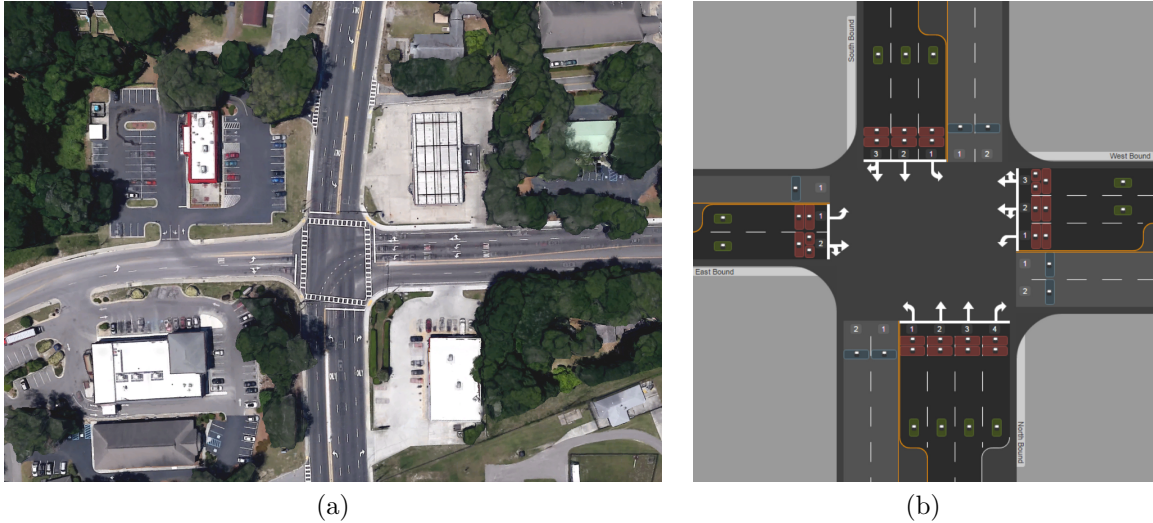 South Bound
3 2 1 1 2
West Bound
1 3
1 2
2 1
East Bound
1
2
2 1 1 2 3 4
North Bound
(a) (b)